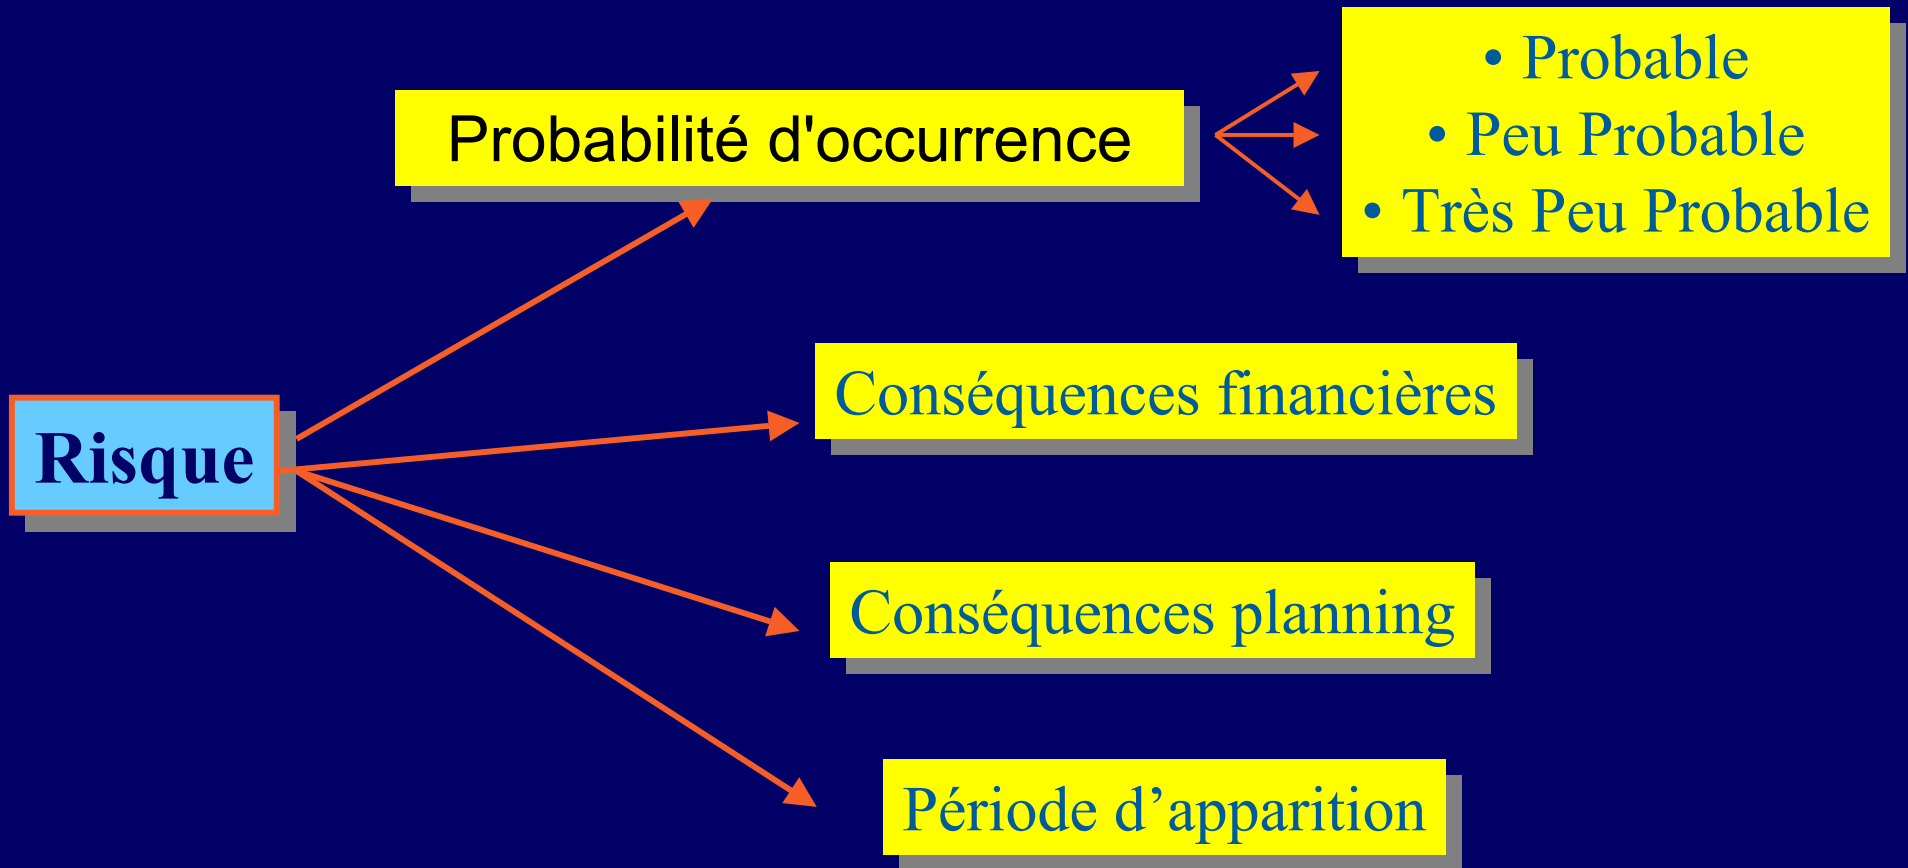 Probabilité d'occurrence
• Probable
• Peu Probable
• Très Peu Probable
Risque
Conséquences financières
Conséquences planning
Période d’apparition